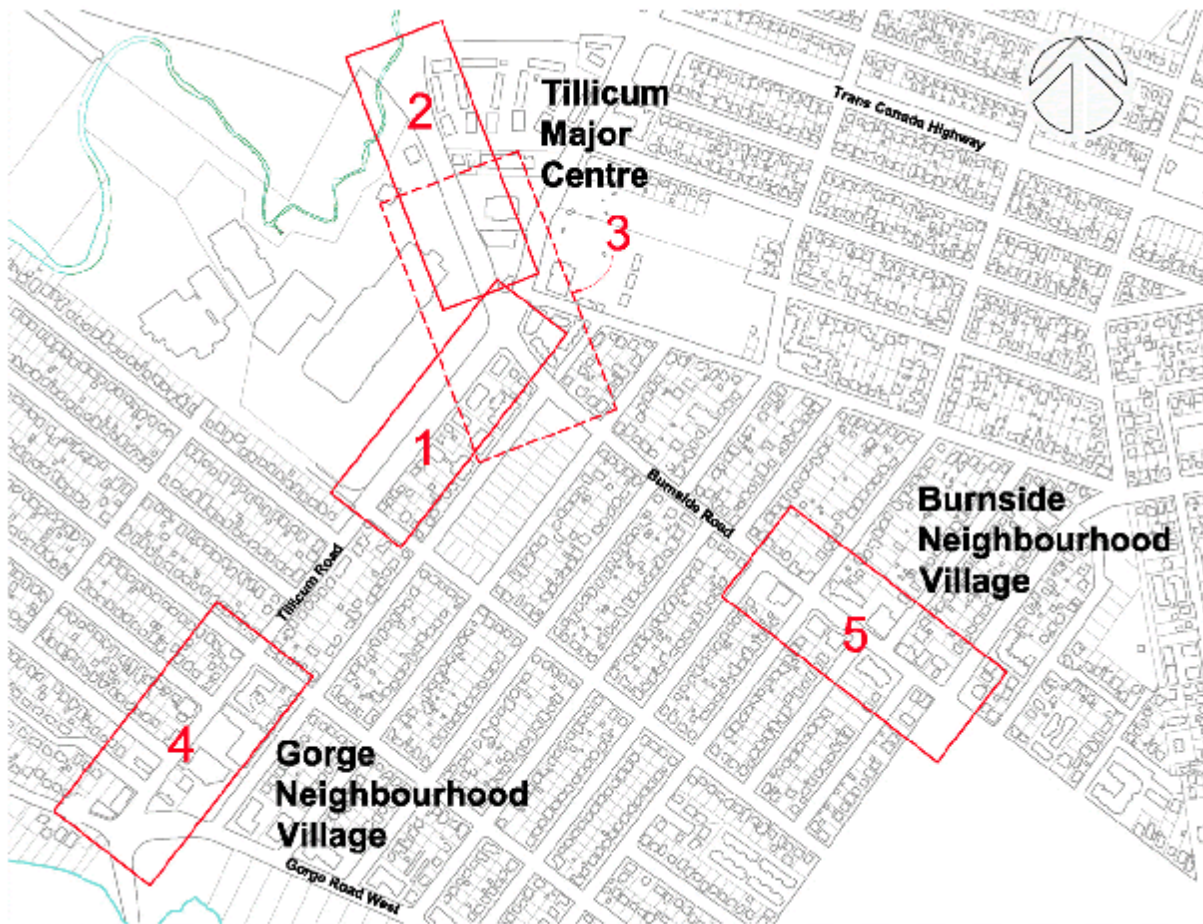 2
Tillicum
Major
Centre
Trans Canada Highway
3
1
Burnside Road
Burnside
Neighbourhood
Village
Tillicum Road
5
4
Gorge
Neighbourhood
Village
Gorge Road West